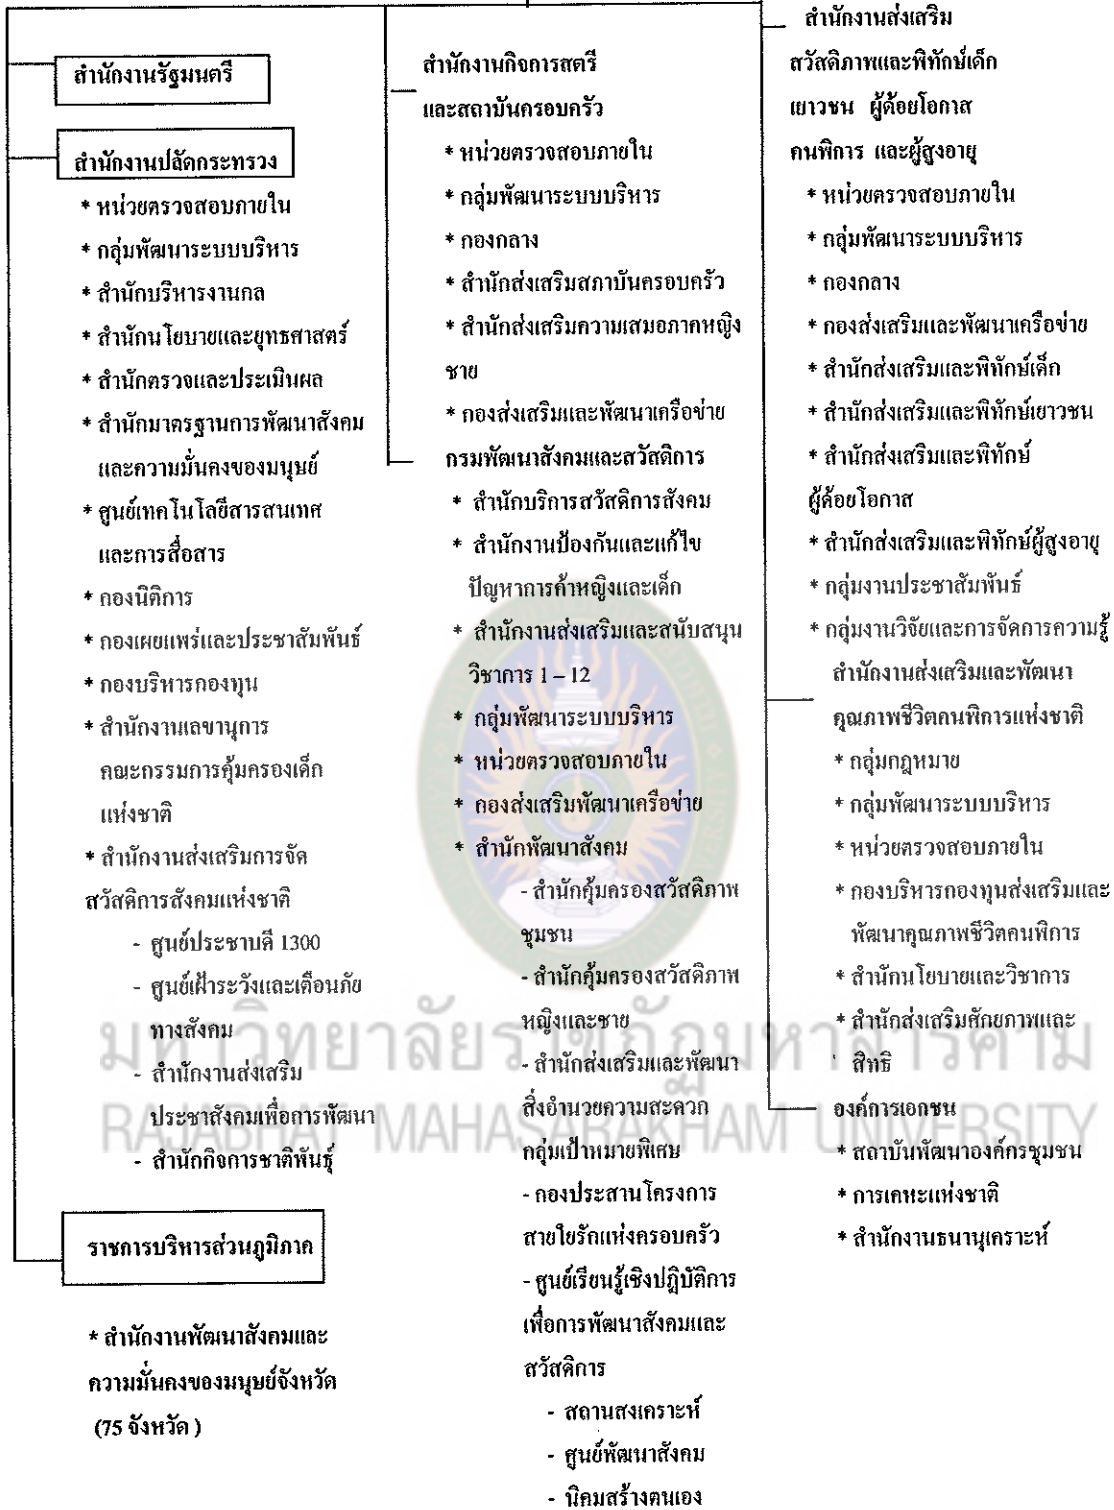 สำนักงานรัฐมนตรี
สำนักงานปลัดกระทรวง
* หน่วยตรวจสอบภายใน
* กลุ่มพัฒนาระบบบริหาร
* สำนักบริหารงานกล
* สำนักนโยบายและยุทธศาสตร์
* สำนักตรวจและประเมินผล
* สำนักมาตรฐานการพัฒนาสังคม
และความมั่นคงของมนุษย์
* ศูนย์เทคโนโลยีสารสนเทศ
และการสื่อสาร
* กองนิติการ
* กองเผยแพร่และประชาสัมพันธ์
* กองบริหารกองทุน
* สำนักงานเลขานุการ
คณะกรรมการคุ้มครองเด็ก
แห่งชาติ
* สำนักงานส่งเสริมการจัด
สวัสดิการสังคมแห่งชาติ
- ศูนย์ประชาบดี 1300
- ศูนย์เฝ้าระวังและเตือนภัย
ทางสังคม
- สำนักงานส่งเสริม
ประชาสังคมเพื่อการพัฒนา
- สำนักกิจการชาติพันธุ์
ราชการบริหารส่วนภูมิภาค
* สำนักงานพัฒนาสังคมและ
ความมั่นคงของมนุษย์จังหวัด
(75 จังหวัด )
สำนักงานกิจการสตรี
และสถาบันครอบครัว
* หน่วยตรวจสอบภายใน
* กลุ่มพัฒนาระบบบริหาร
* กองกลาง
* สำนักส่งเสริมสถาบันครอบครัว
* สำนักส่งเสริมความเสมอภาคหญิง
ชาย
* กองส่งเสริมและพัฒนาเครือข่าย
กรมพัฒนาสังคมและสวัสดิการ
* สำนักบริการสวัสดิการสังคม
* สำนักงานป้องกันและแก้ไข
ปัญหาการค้าหญิงและเด็ก
* สำนักงานส่งเสริมและสนับสนุน
วิชาการ 1 – 12
* กลุ่มพัฒนาระบบบริหาร
* หน่วยตรวจสอบภายใน
* กองส่งเสริมพัฒนาเครือข่าย
* สำนักพัฒนาสังคม
- สำนักคุ้มครองสวัสดิภาพ
ชุมชน
- สำนักคุ้มครองสวัสดิภาพ
หญิงและชาย
- สำนักส่งเสริมและพัฒนา
สิ่งอำนวยความสะดวก
กลุ่มเป้าหมายพิเศษ
- กองประสานโครงการ
สายใยรักแห่งครอบครัว
- ศูนย์เรียนรู้เชิงปฏิบัติการ
เพื่อการพัฒนาสังคมและ
สวัสดิการ
- สถานสงเคราะห์
- ศูนย์พัฒนาสังคม
- นิคมสร้างตนเอง
สำนักงานส่งเสริม
สวัสดิภาพและพิทักษ์เด็ก
เยาวชน ผู้ด้อยโอกาส
คนพิการ และผู้สูงอายุ
* หน่วยตรวจสอบภายใน
* กลุ่มพัฒนาระบบบริหาร
* กองกลาง
* กองส่งเสริมและพัฒนาเครือข่าย
* สำนักส่งเสริมและพิทักษ์เด็ก
* สำนักส่งเสริมและพิทักษ์เยาวชน
* สำนักส่งเสริมและพิทักษ์
ผู้ด้อยโอกาส
* สำนักส่งเสริมและพิทักษ์ผู้สูงอายุ
* กลุ่มงานประชาสัมพันธ์
* กลุ่มงานวิจัยและการจัดการความรู้
สำนักงานส่งเสริมและพัฒนา
คุณภาพชีวิตคนพิการแห่งชาติ
* กลุ่มกฎหมาย
* กลุ่มพัฒนาระบบบริหาร
* หน่วยตรวจสอบภายใน
* กองบริหารกองทุนส่งเสริมและ
พัฒนาคุณภาพชีวิตคนพิการ
* สำนักนโยบายและวิชาการ
* สำนักส่งเสริมศักยภาพและ
สิทธิ
องค์การเอกชน
* สถาบันพัฒนาองค์กรชุมชน
* การเคหะแห่งชาติ
* สำนักงานธนานุเคราะห์
มหาวิทยาลัยราชภัฏมหาสารคาม
RAJABHAT MAHASARAKHAM UNIVERSITY